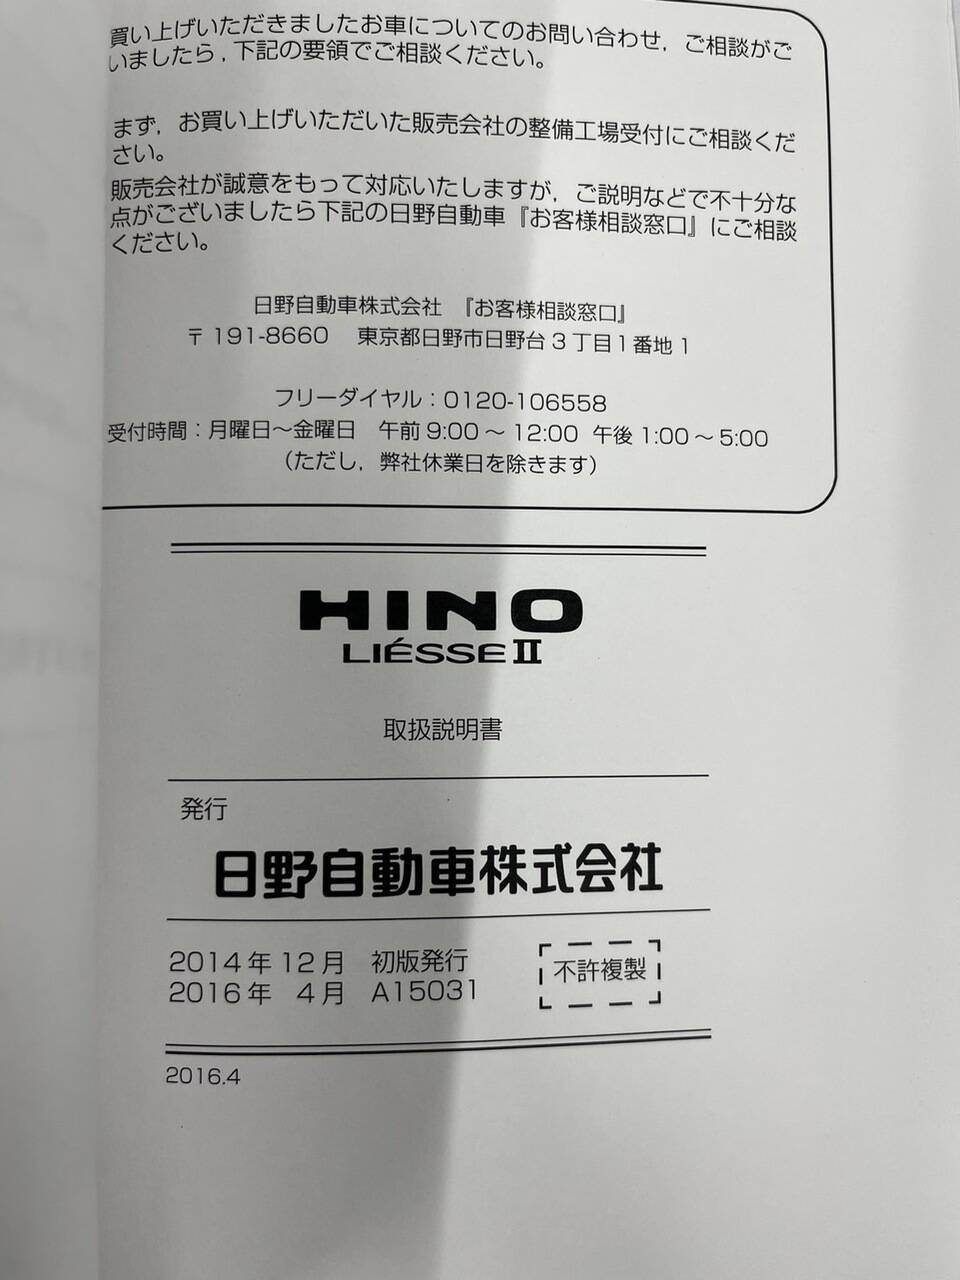 買い上げいただきましたお車についてのお問い合わせ，ご相談がご
いましたら，下記の要領でご相談ください。
まず，お買い上げいただいた販売会社の整備工場受付にご相談くだ
さい。
販売会社が誠意をもって対応いたしますが，ご説明などで不十分な
点がございましたら下記の日野自動車『お客様相談窓口』にご相談
ください。
日野自動車株式会社 『お客様相談窓口』
〒191-8660 東京都日野市日野台3丁目1番地1
フリーダイヤル：0120-106558
受付時間：月曜日～金曜日 午前9:00～12:00 午後1:00～5:00
（ただし，弊社休業日を除きます）
HINO
LIÉSSEⅡ
取扱説明書
発行
日野自動車株式会社
2014年12月 初版発行
2016年 4月 A15031
不許複製
2016.4